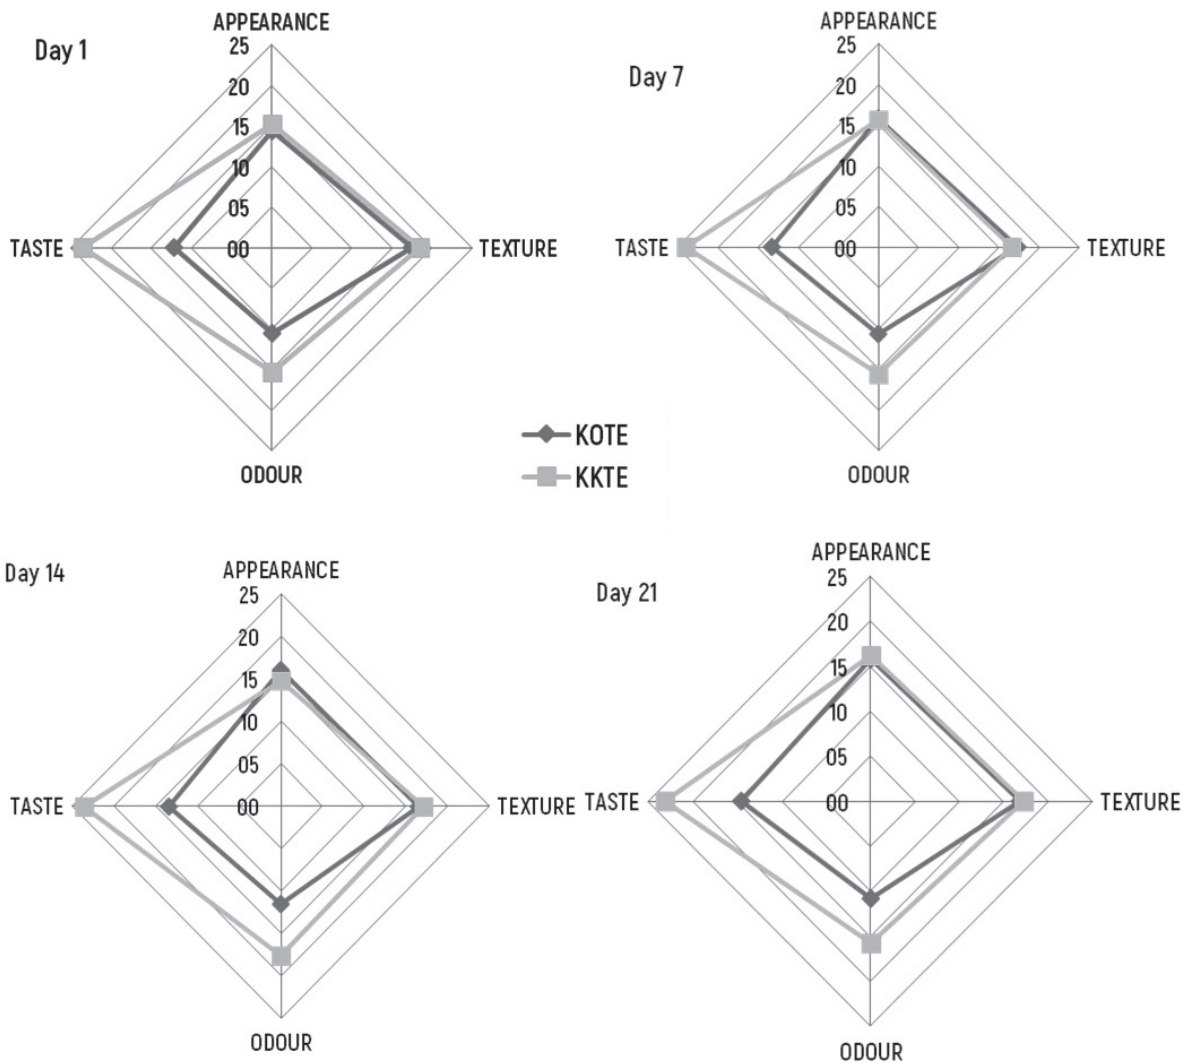 Day 1
APPEARANCE
25
20
15
10
05
00
TASTE
TEXTURE
ODOUR
Day 7
APPEARANCE
25
20
15
10
05
00
TASTE
TEXTURE
ODOUR
KOTE
KKTE
Day 14
APPEARANCE
25
20
15
10
05
00
TASTE
TEXTURE
ODOUR
Day 21
APPEARANCE
25
20
15
10
05
00
TASTE
TEXTURE
ODOUR